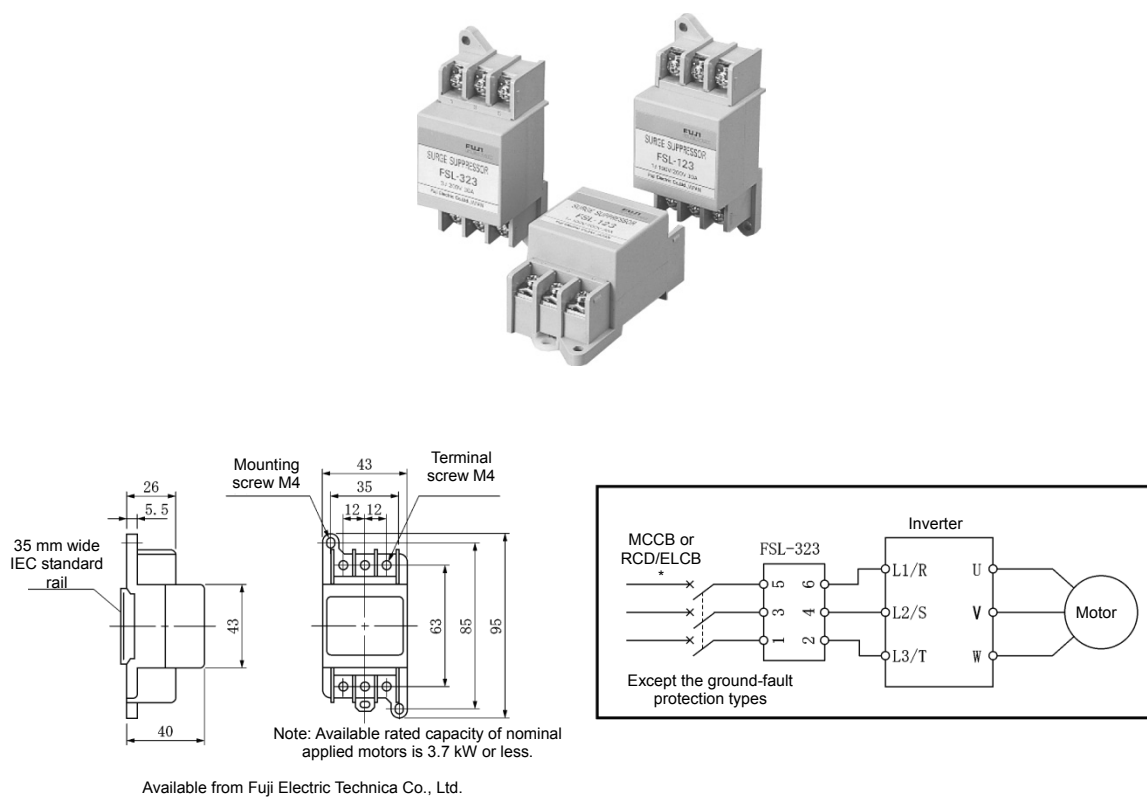 FUJI
SURGE SUPPRESSOR
FSL-323
3ϕ 200V 30A
FUJI
SURGE SUPPRESSOR
FSL-123
FUJI
SURGE SUPPRESSOR
FSL-123
Mounting
screw M4
Terminal
screw M4
43
35
12 12
26
5.5
35 mm wide
IEC standard
rail
43
40
63
85
95
Note: Available rated capacity of nominal
applied motors is 3.7 kW or less.
Available from Fuji Electric Technica Co., Ltd.
MCCB or
RCD/ELCB
*
FSL-323
5 6
3 4
1 2
Except the ground-fault
protection types
Inverter
L1/R U
L2/S V
L3/T W
Motor